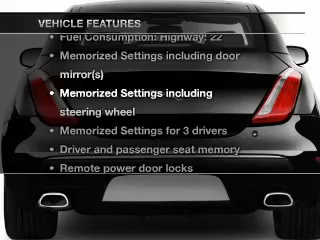 VEHICLE FEATURES
• Fuel Consumption: Highway: 22
• Memorized Settings including door
mirror(s)
• Memorized Settings including
steering wheel
• Memorized Settings for 3 drivers
• Driver and passenger seat memory
• Remote power door locks